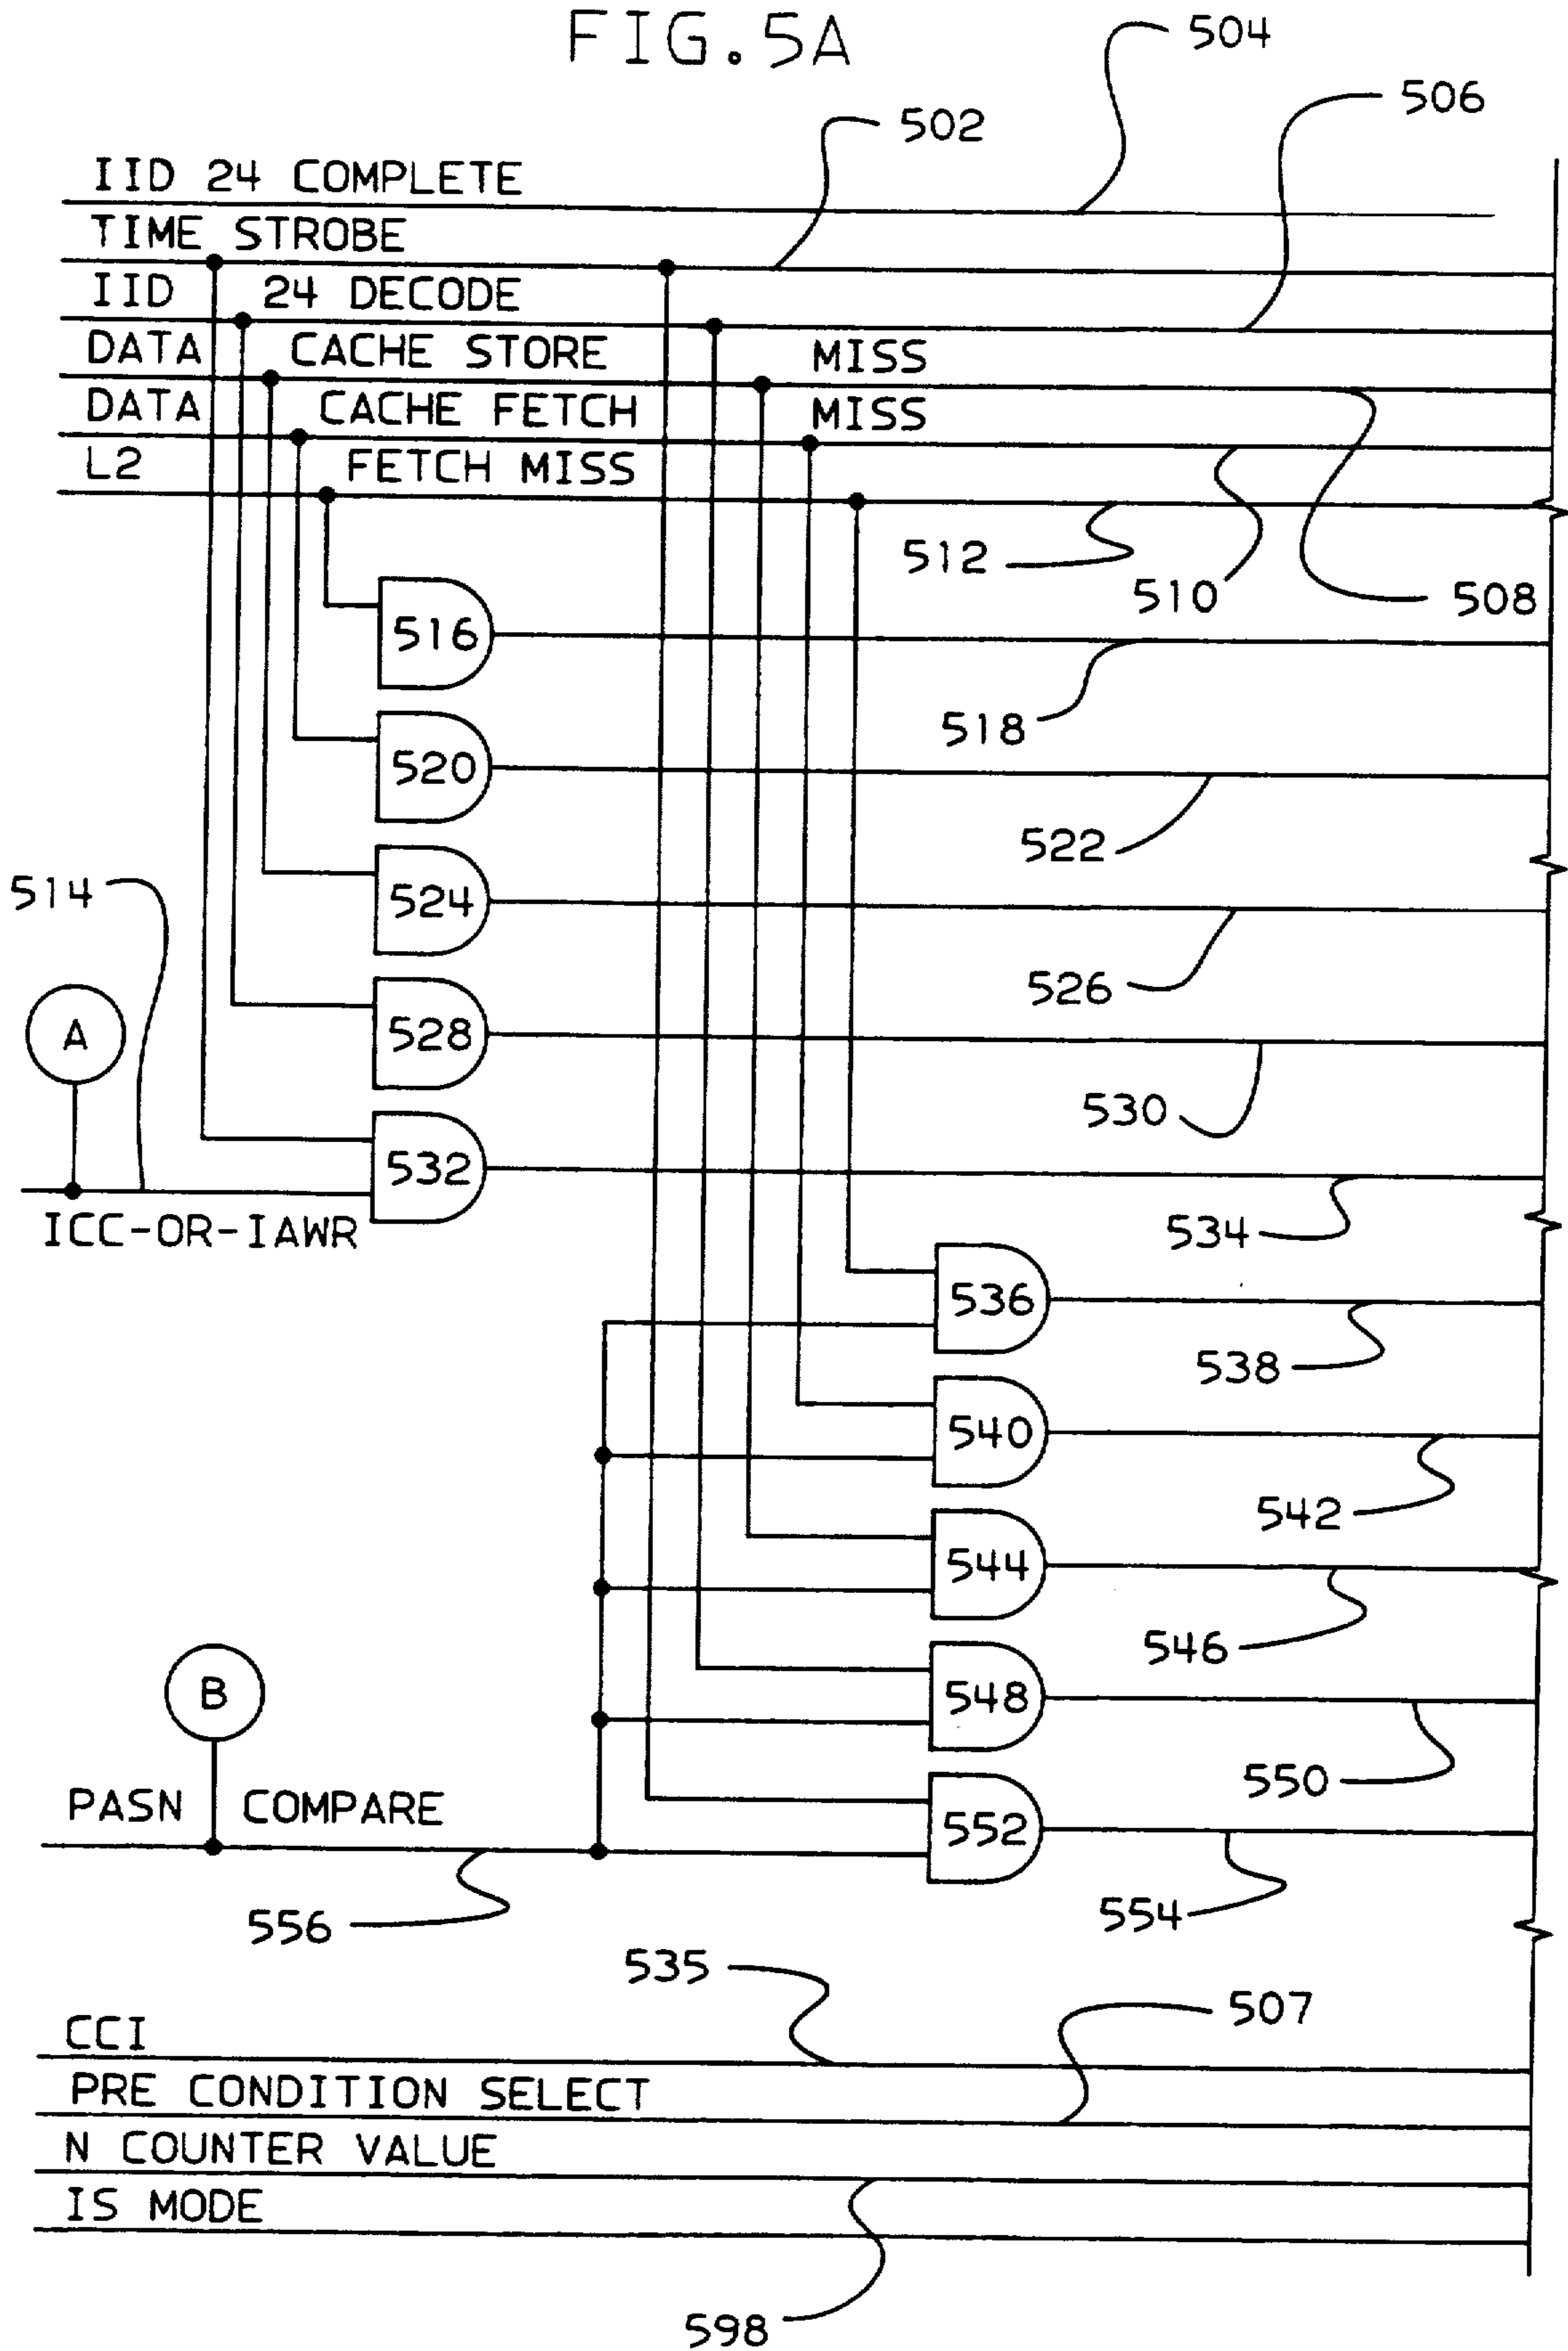 FIG.5A
504
506
502
IID 24 COMPLETE
TIME STROBE
IID 24 DECODE
DATA CACHE STORE MISS
DATA CACHE FETCH MISS
L2 FETCH MISS
512
510
508
516
518
520
522
514
524
526
A
528
530
532
534
ICC-OR-IAWR
536
538
540
542
544
546
B
548
550
PASN COMPARE
552
554
556
535
507
CCI
PRE CONDITION SELECT
N COUNTER VALUE
IS MODE
598